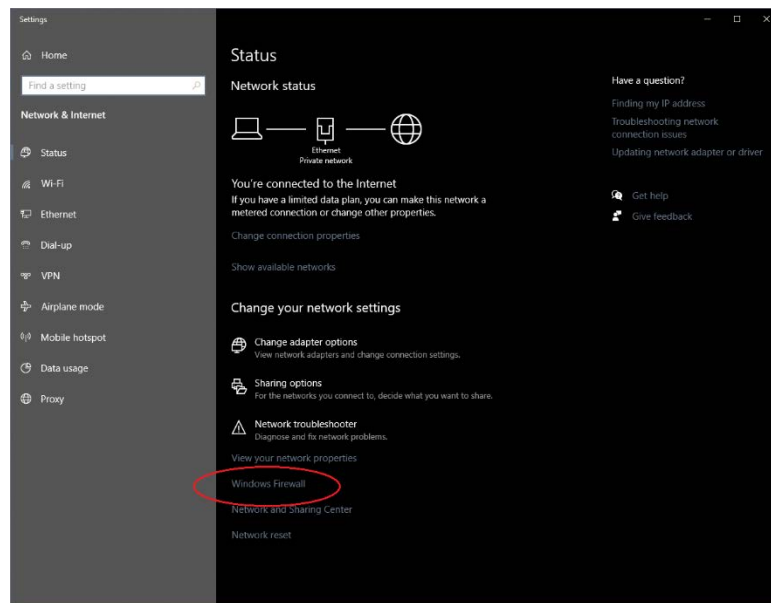 Settings
Home
Find a setting
Network & Internet
Status
Wi-Fi
Ethernet
Dial-up
VPN
Airplane mode
Mobile hotspot
Data usage
Proxy
Status
Network status
Ethernet
Private network
You're connected to the Internet
If you have a limited data plan, you can make this network a
metered connection or change other properties.
Change connection properties
Show available networks
Change your network settings
Change adapter options
View network adapters and change connection settings.
Sharing options
For the networks you connect to, decide what you want to share.
Network troubleshooter
Diagnose and fix network problems.
View your network properties
Windows Firewall
Network and Sharing Center
Network reset
Have a question?
Finding my IP address
Troubleshooting network
connection issues
Updating network adapter or driver
Get help
Give feedback